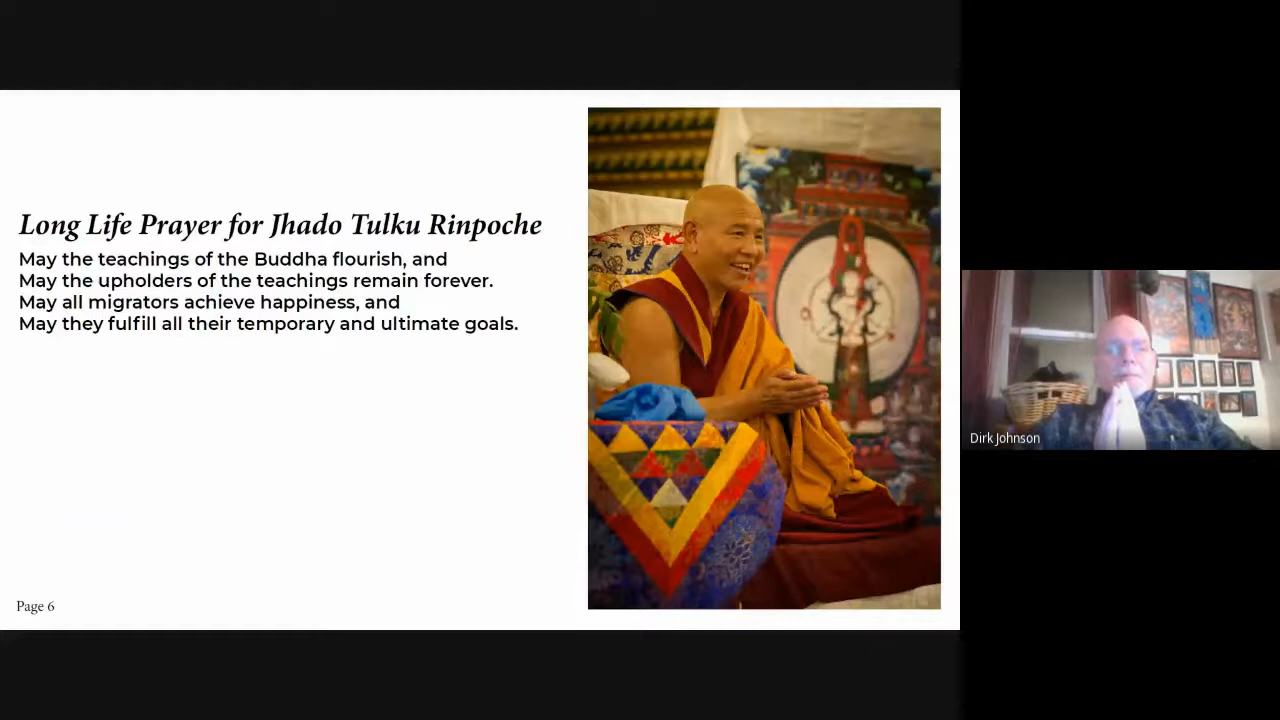 Long Life Prayer for Jhado Tulku Rinpoche
May the teachings of the Buddha flourish, and
May the upholders of the teachings remain forever.
May all migrators achieve happiness, and
May they fulfill all their temporary and ultimate goals.
Page 6
Dirk Johnson